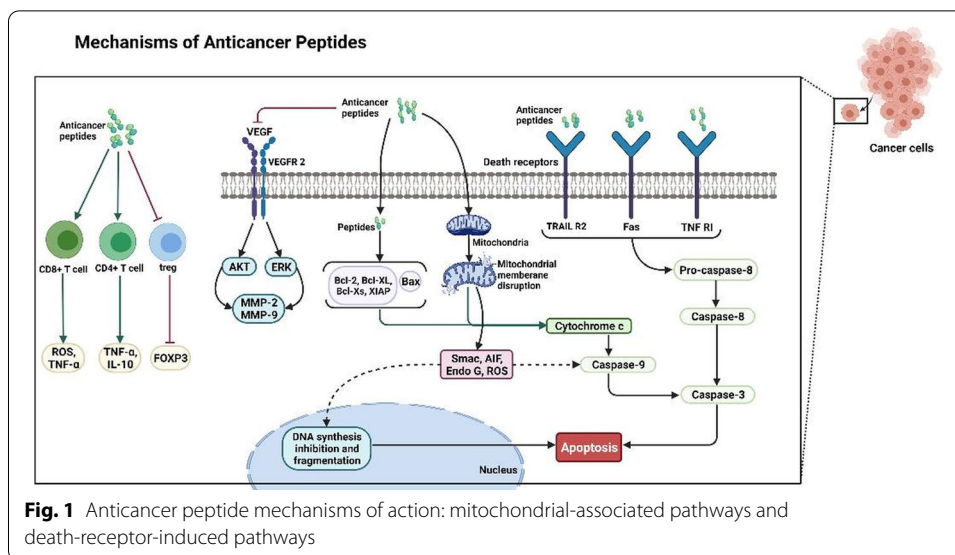 Mechanisms of Anticancer Peptides
Cancer cells
Anticancer
peptides
CD8+ T cell
CD4+ T cell
treg
ROS,
TNF-α
TNF-α,
IL-10
FOXP3
VEGF
VEGFR 2
AKT
ERK
MMP-2
MMP-9
Anticancer
peptides
Peptides
Bcl-2, Bcl-XL,
Bcl-Xs, XIAP
Bax
Mitochondria
Mitochondrial
memberane
disruption
Smac, AIF,
Endo G, ROS
Cytochrome c
Caspase-9
Anticancer
peptides
Death receptors
TRAIL R2
Fas
TNF RI
Pro-caspase-8
Caspase-8
Caspase-3
DNA synthesis
inhibition and
fragmentation
Nucleus
Apoptosis
Fig. 1 Anticancer peptide mechanisms of action: mitochondrial-associated pathways and
death-receptor-induced pathways